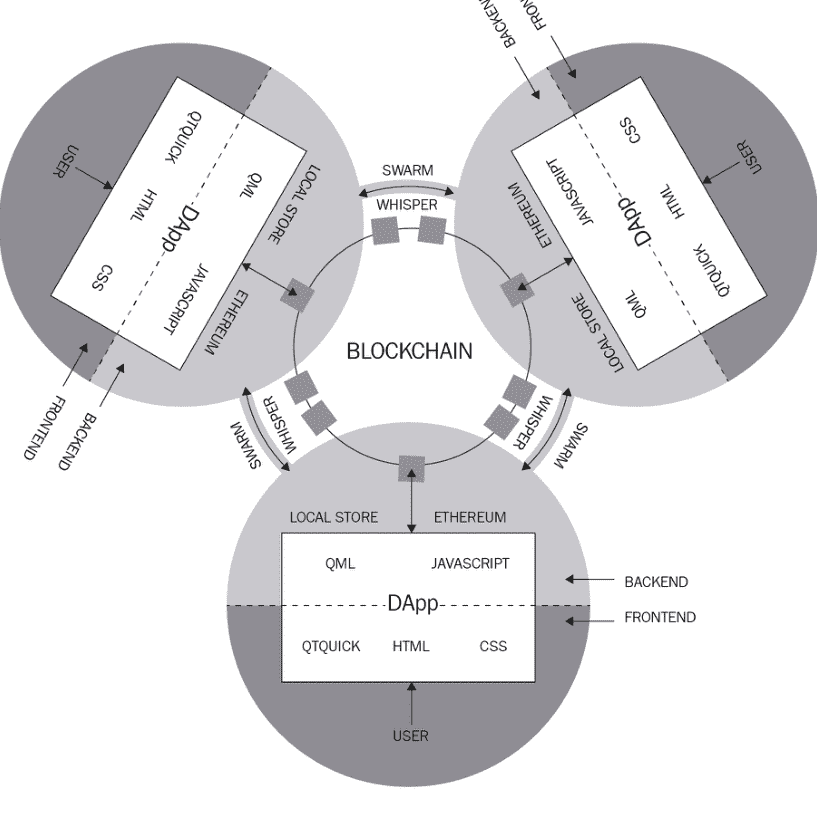 BACKEN
FRON
QTQUICK
QML
USER
HTML
DApp
CSS
JAVASCRIPT
LOCAL STORE
ETHEREUM
FRONTEND
BACKEND
SWARM
WHISPER
CSS
JAVASCRIPT
USER
HTML
DApp
QTQUICK
QML
ETHEREUM
LOCAL STORE
BLOCKCHAIN
WHISPER
SWARM
WHISPER
SWARM
LOCAL STORE ETHEREUM
QML JAVASCRIPT
DApp
QTQUICK HTML CSS
USER
BACKEND
FRONTEND